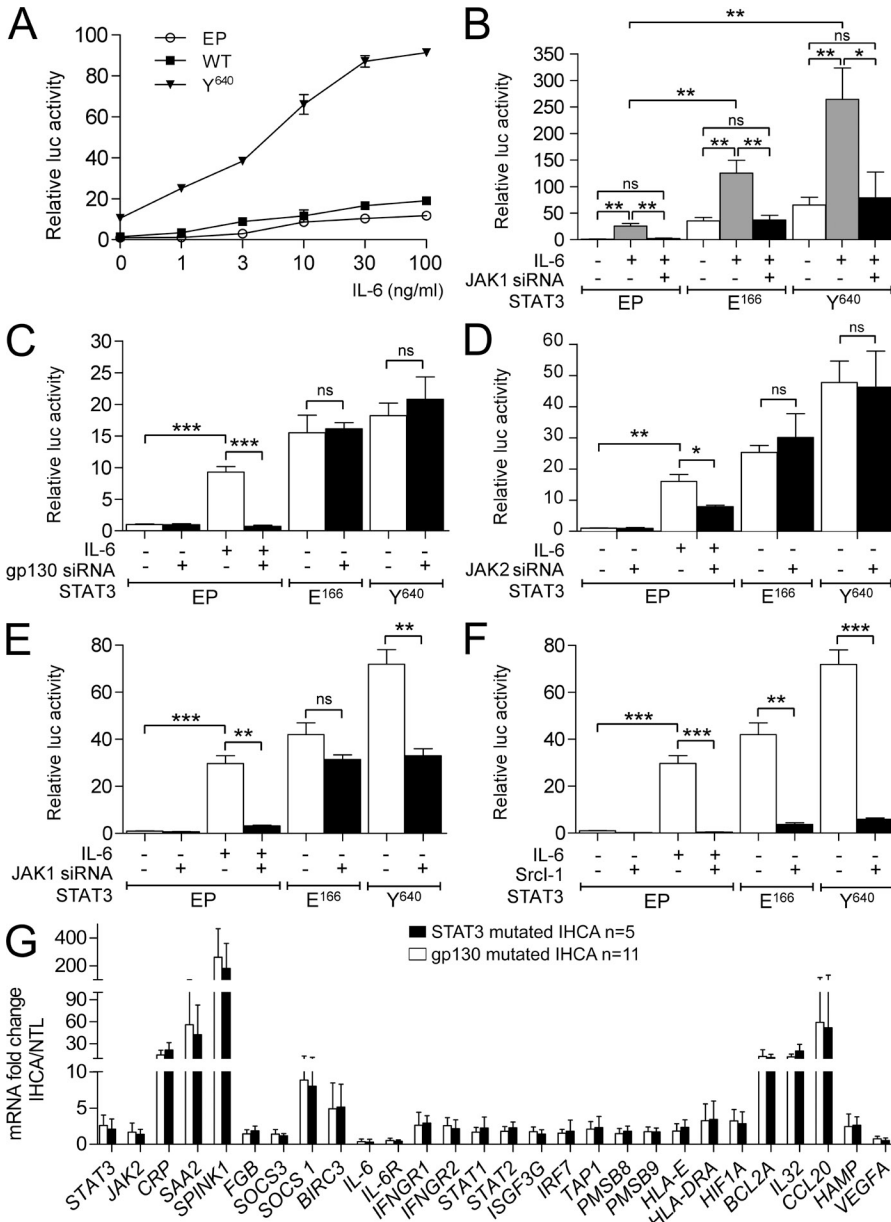 A
EP
WT
Y640
Relative luc activity
100
80
60
40
20
0
0 1 3 10 30 100
IL-6 (ng/ml)
B
Relative luc activity
350
300
250
200
150
100
50
0
**
**
ns
** *
ns
** **
ns
** **
IL-6 - + + - + + - + +
JAK1 siRNA - - + - - + - - +
STAT3 EP E166 Y640
C
Relative luc activity
30
25
20
15
10
5
0
***
***
ns
ns
IL-6 - - + + - - - -
gp130 siRNA - + - + - + - +
STAT3 EP E166 Y640
D
Relative luc activity
60
50
40
30
20
10
0
**
*
ns
ns
IL-6 - - + + - - - -
JAK2 siRNA - + - + - + - +
STAT3 EP E166 Y640
E
Relative luc activity
80
60
40
20
0
***
**
ns
**
IL-6 - - + + - - - -
JAK1 siRNA - + - + - + - +
STAT3 EP E166 Y640
F
Relative luc activity
80
60
40
20
0
***
***
**
***
IL-6 - - + + - - - -
SrcI-1 - + - + - + - +
STAT3 EP E166 Y640
G
STAT3 mutated IHCA n=5
gp130 mutated IHCA n=11
mRNA fold change
IHCA/NTL
400
200
90
60
30
10
5
0
STAT3
JAK2
CRP
SAA2
SPINK1
FGB
SOCS3
SOCS 1
BIRC3
IL-6
IL-6R
IFNGR1
IFNGR2
STAT1
STAT2
ISGF3G
IRF7
TAP1
PMSB8
PMSB9
HLA-E
HLA-DRA
HIF1A
BCL2A
IL32
CCL20
HAMP
VEGFA